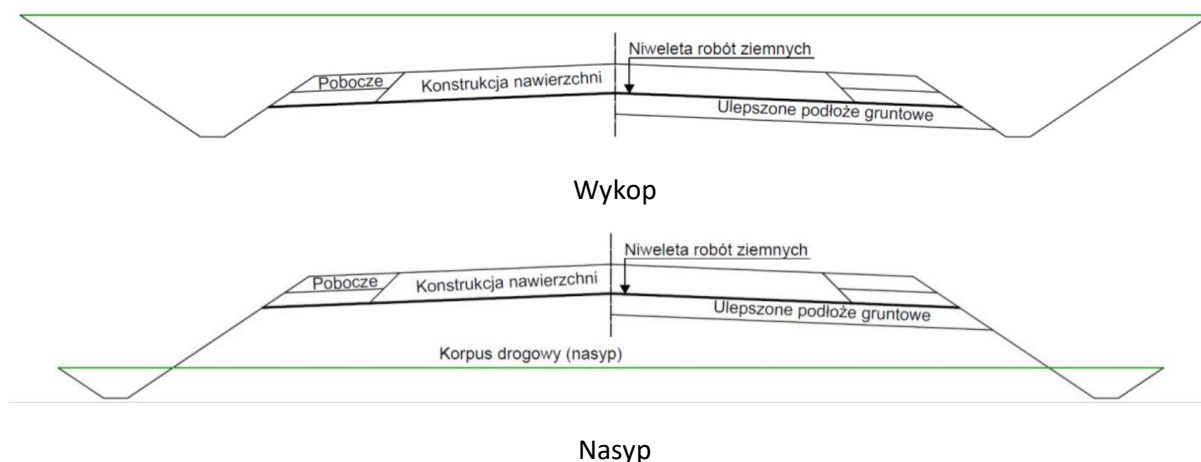 Niweleta robót ziemnych
Pobocze
Konstrukcja nawierzchni
Ulepszone podłoże gruntowe
Wykop
Niweleta robót ziemnych
Pobocze
Konstrukcja nawierzchni
Ulepszone podłoże gruntowe
Korpus drogowy (nasyp)
Nasyp